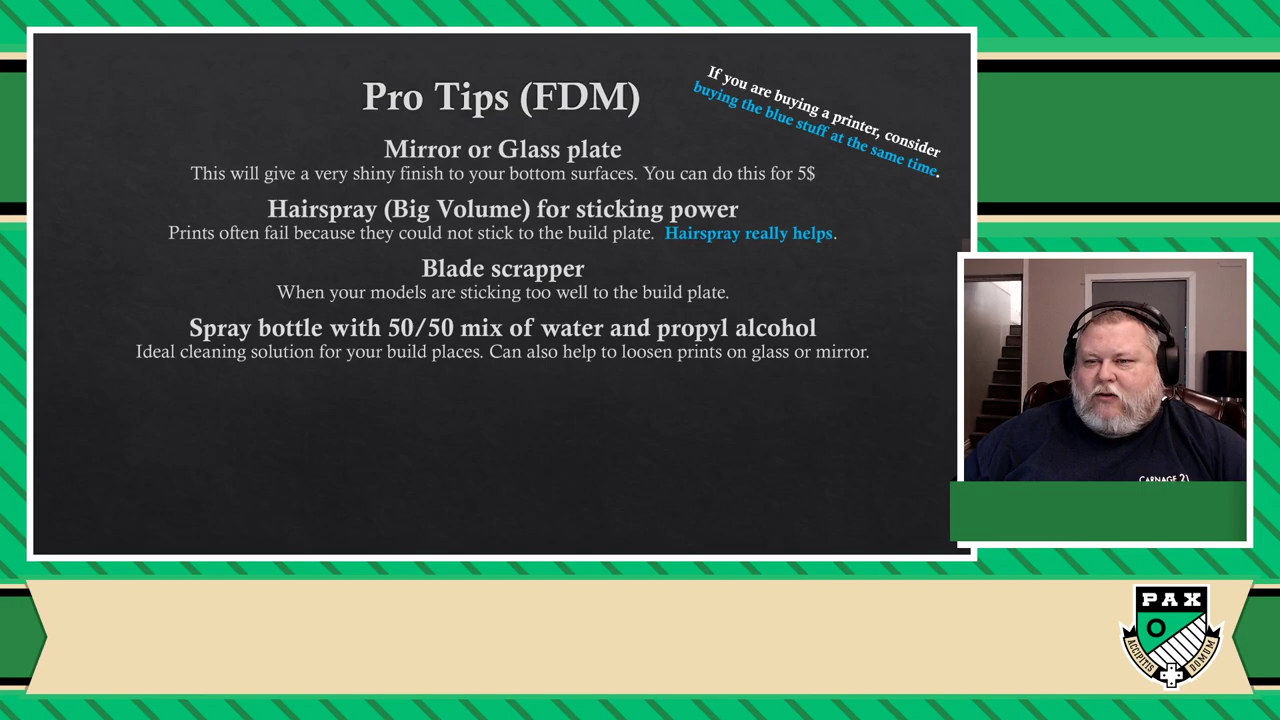 Pro Tips (FDM)
If you are buying a printer, consider
buying the blue stuff at the same time.
Mirror or Glass plate
This will give a very shiny finish to your bottom surfaces. You can do this for 5$
Hairspray (Big Volume) for sticking power
Prints often fail because they could not stick to the build plate. Hairspray really helps.
Blade scrapper
When your models are sticking too well to the build plate.
Spray bottle with 50/50 mix of water and propyl alcohol
Ideal cleaning solution for your build places. Can also help to loosen prints on glass or mirror.
CARNAGE 21
PAX
O
ACCIPITIS DOMUM